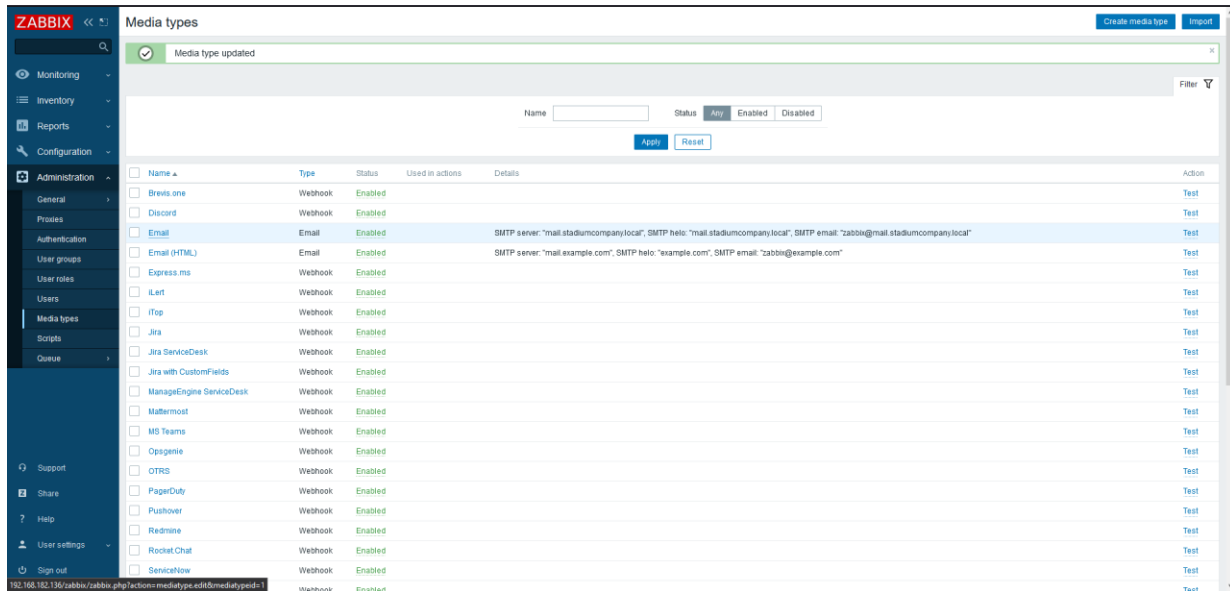 ZABBIX
Media types
Create media type
Import
Media type updated
Monitoring
Inventory
Reports
Configuration
Administration
General
Proxies
Authentication
User groups
User roles
Users
Media types
Scripts
Queue
Support
Share
Help
User settings
Sign out
Filter
Name Status Any Enabled Disabled
Apply Reset
Name Type Status Used in actions Details Action
Brevis.one Webhook Enabled Test
Discord Webhook Enabled Test
Email Email Enabled SMTP server: "mail.stadiumcompany.local", SMTP helo: "mail.stadiumcompany.local", SMTP email: "zabbix@mail.stadiumcompany.local" Test
Email (HTML) Email Enabled SMTP server: "mail.example.com", SMTP helo: "example.com", SMTP email: "zabbix@example.com" Test
Express.ms Webhook Enabled Test
iLert Webhook Enabled Test
iTop Webhook Enabled Test
Jira Webhook Enabled Test
Jira ServiceDesk Webhook Enabled Test
Jira with CustomFields Webhook Enabled Test
ManageEngine ServiceDesk Webhook Enabled Test
Mattermost Webhook Enabled Test
MS Teams Webhook Enabled Test
Opsgenie Webhook Enabled Test
OTRS Webhook Enabled Test
PagerDuty Webhook Enabled Test
Pushover Webhook Enabled Test
Redmine Webhook Enabled Test
Rocket.Chat Webhook Enabled Test
ServiceNow Webhook Enabled Test
Webhook Enabled Test
192.168.182.136/zabbix/zabbix.php?action=mediatype.edit&mediatypeid=1